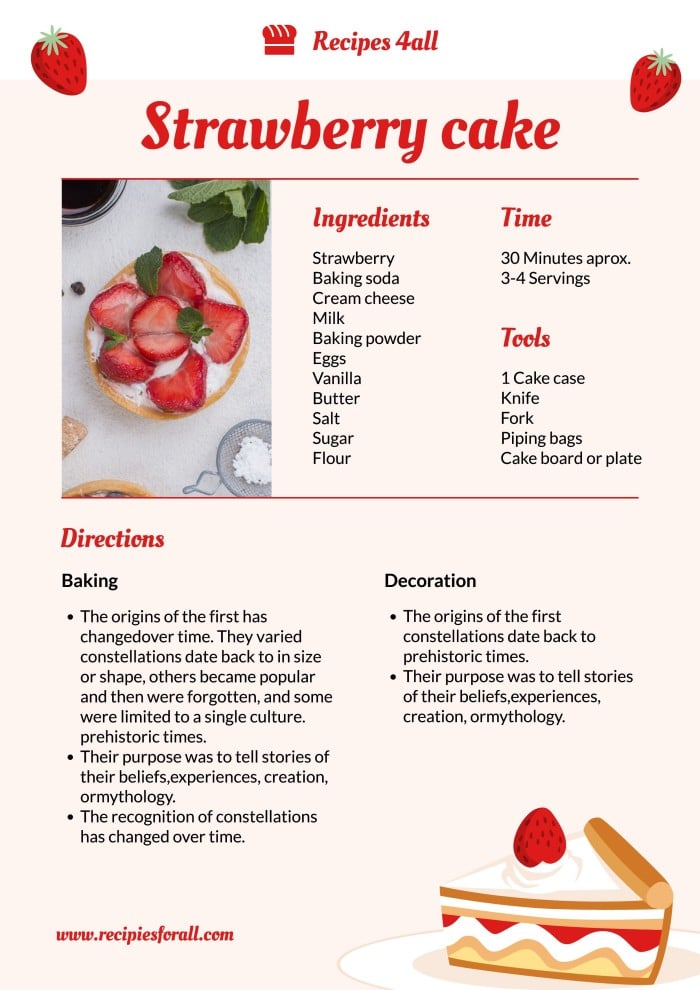 Recipes 4all
Strawberry cake
Ingredients
Strawberry
Baking soda
Cream cheese
Milk
Baking powder
Eggs
Vanilla
Butter
Salt
Sugar
Flour
Time
30 Minutes aprox.
3-4 Servings
Tools
1 Cake case
Knife
Fork
Piping bags
Cake board or plate
Directions
Baking
• The origins of the first has
changedover time. They varied
constellations date back to in size
or shape, others became popular
and then were forgotten, and some
were limited to a single culture.
prehistoric times.
• Their purpose was to tell stories of
their beliefs,experiences, creation,
ormythology.
• The recognition of constellations
has changed over time.
Decoration
• The origins of the first
constellations date back to
prehistoric times.
• Their purpose was to tell stories
of their beliefs,experiences,
creation, ormythology.
www.recipiesforall.com